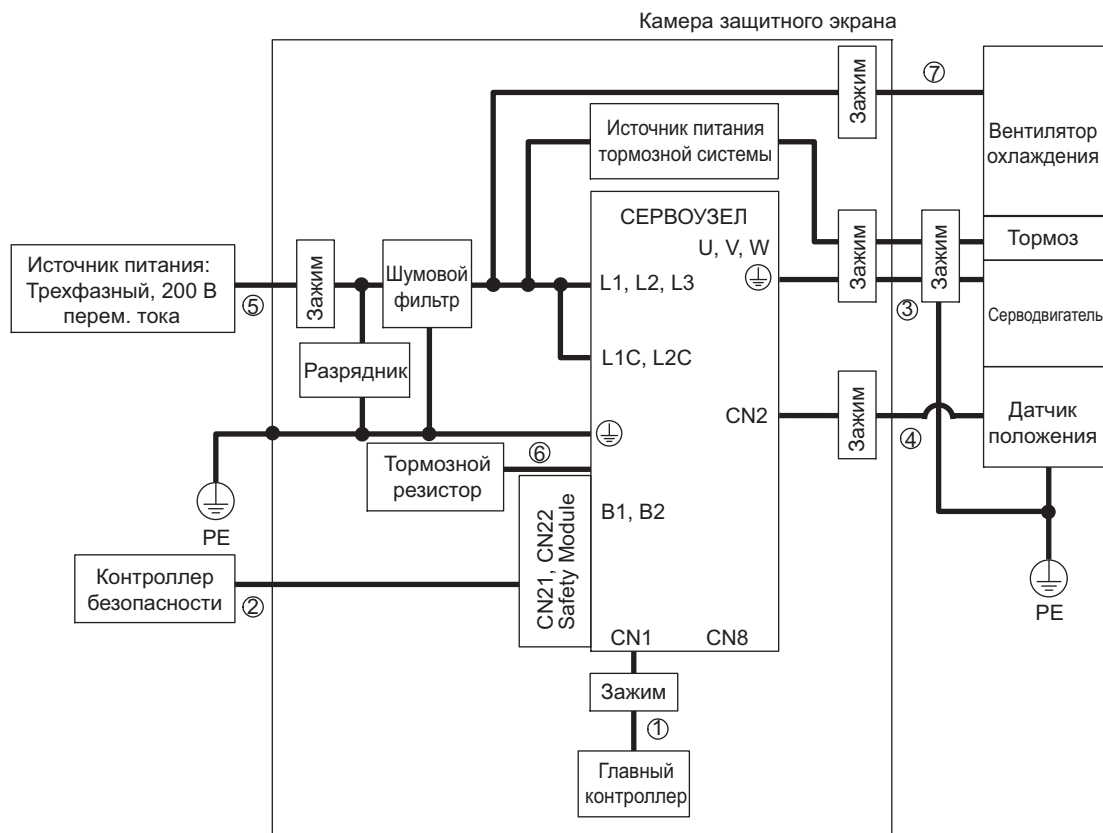 Камера защитного экрана
⑦
Зажим
Вентилятор
охлаждения
Источник питания
тормозной системы
СЕРВОУЗЕЛ
U, V, W
Зажим
Зажим
Тормоз
Источник питания:
Трехфазный, 200 В
перем. тока
⑤
Зажим
Шумовой
фильтр
L1, L2, L3
③
Серводвигатель
Разрядник
L1C, L2C
Зажим
CN2
④
Датчик
положения
⑥
Тормозной
резистор
PE
B1, B2
CN21, CN22
Safety Module
Контроллер
безопасности
②
PE
CN1
CN8
Зажим
①
Главный
контроллер